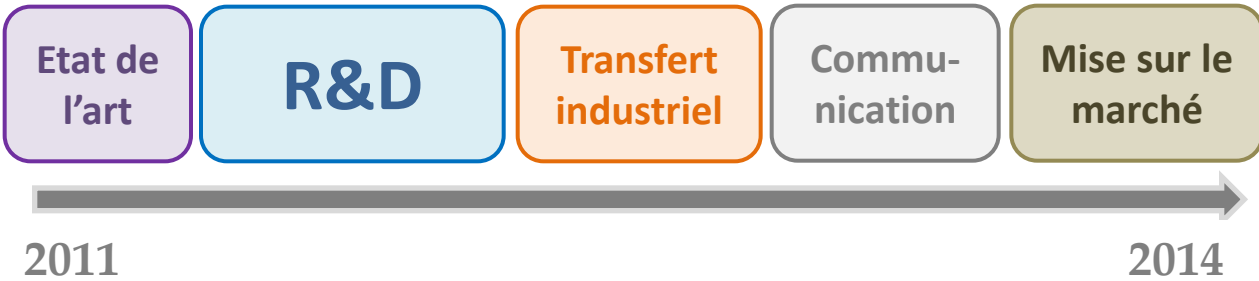 Etat de
l’art
R&D
Transfert
industriel
Commu-
nication
Mise sur le
marché
2011
2014